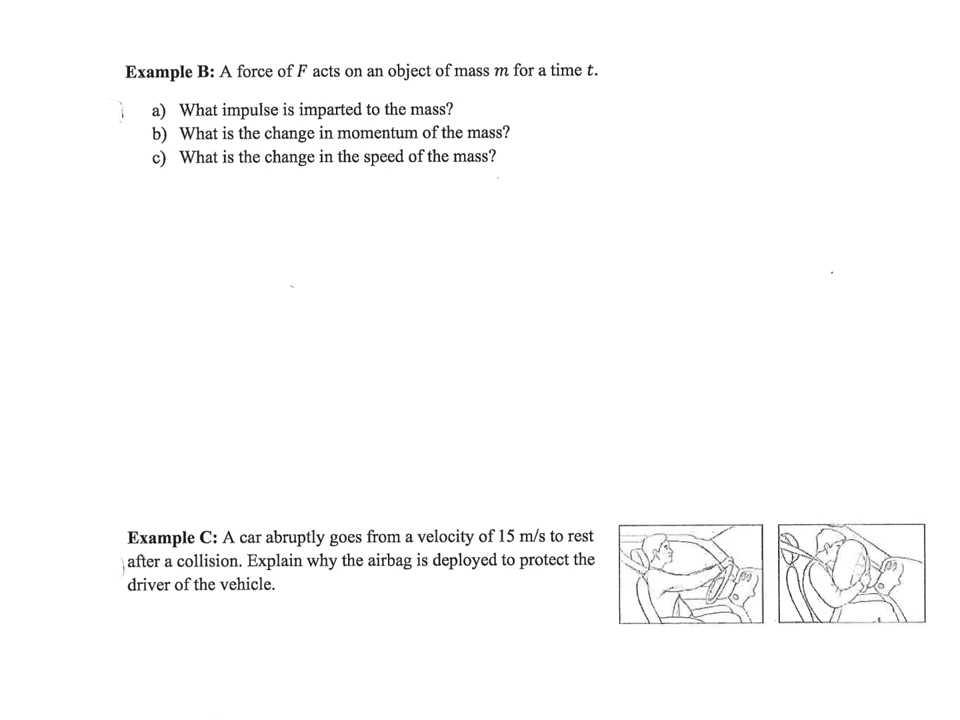 Example B: A force of F acts on an object of mass m for a time t.
a) What impulse is imparted to the mass?
b) What is the change in momentum of the mass?
c) What is the change in the speed of the mass?
Example C: A car abruptly goes from a velocity of 15 m/s to rest
after a collision. Explain why the airbag is deployed to protect the
driver of the vehicle.